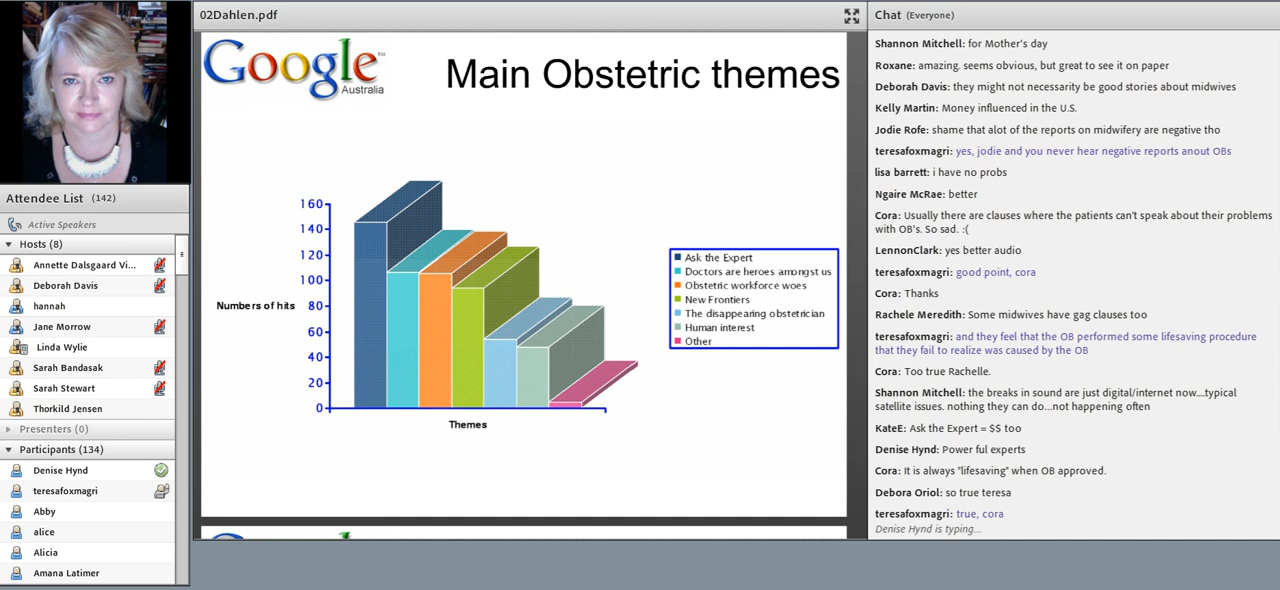 02Dahlen.pdf
Chat (Everyone)
Google™
Australia
Main Obstetric themes
160
140
120
100
80
60
40
20
0
Numbers of hits
Themes
Ask the Expert
Doctors are heroes amongst us
Obstetric workforce woes
New Frontiers
The disappearing obstetrician
Human interest
Other
Attendee List (142)
Active Speakers
Hosts (8)
Annette Dalsgaard Vi...
Deborah Davis
hannah
Jane Morrow
Linda Wylie
Sarah Bandasak
Sarah Stewart
Thorkild Jensen
Presenters (0)
Participants (134)
Denise Hynd
teresafoxmagri
Abby
alice
Alicia
Amana Latimer
Shannon Mitchell: for Mother's day
Roxane: amazing. seems obvious, but great to see it on paper
Deborah Davis: they might not necessarity be good stories about midwives
Kelly Martin: Money influenced in the U.S.
Jodie Rofe: shame that alot of the reports on midwifery are negative tho
teresafoxmagri: yes, jodie and you never hear negative reports anout OBs
lisa barrett: i have no probs
Ngaire McRae: better
Cora: Usually there are clauses where the patients can't speak about their problems
with OB's. So sad. :(
LennonClark: yes better audio
teresafoxmagri: good point, cora
Cora: Thanks
Rachele Meredith: Some midwives have gag clauses too
teresafoxmagri: and they feel that the OB performed some lifesaving procedure
that they fail to realize was caused by the OB
Cora: Too true Rachelle.
Shannon Mitchell: the breaks in sound are just digital/internet now....typical
satellite issues. nothing they can do...not happening often
KateE: Ask the Expert = $$ too
Denise Hynd: Power ful experts
Cora: It is always "lifesaving" when OB approved.
Debora Oriol: so true teresa
teresafoxmagri: true, cora
Denise Hynd is typing...